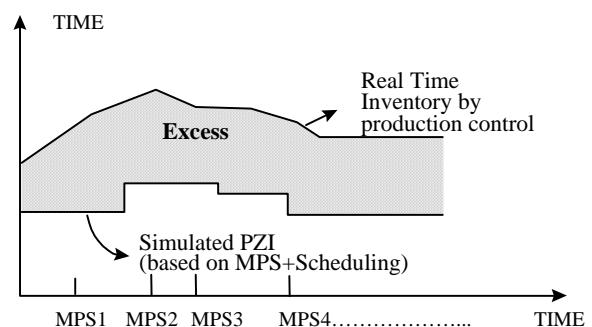 TIME
Real Time
Inventory by
production control
Excess
Simulated PZI
(based on MPS+Scheduling)
MPS1 MPS2 MPS3 MPS4...................... TIME